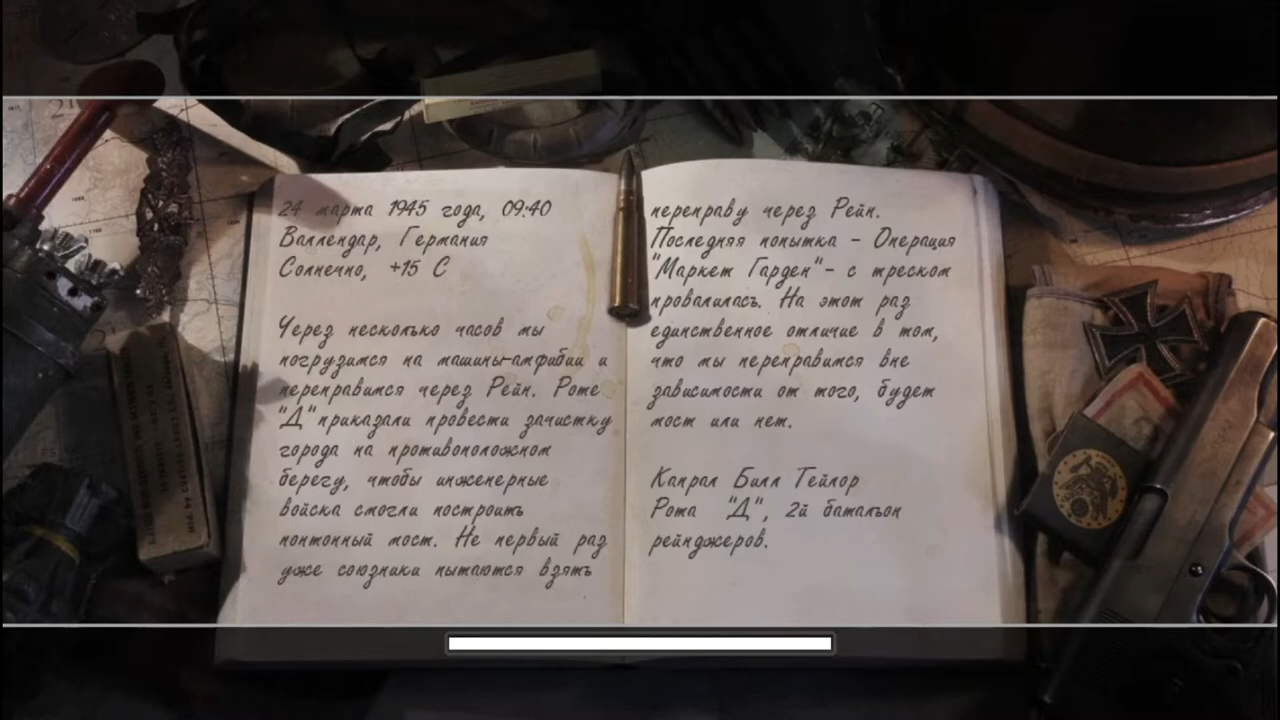 24 марта 1945 года, 09:40
Валлендар, Германия
Солнечно, +15 С
Через несколько часов мы
погрузимся на машины-амфибии и
переправимся через Рейн. Роте
"Д" приказали провести зачистку
города на противоположном
берегу, чтобы инженерные
войска смогли построить
понтонный мост. Не первый раз
уже союзники пытаются взять
переправу через Рейн.
Последняя попытка - Операция
"Маркет Гарден"- с треском
провалилась. На этот раз
единственное отличие в том,
что мы переправимся вне
зависимости от того, будет
мост или нет.
Капрал Билл Тейлор
Рота "Д", 2й батальон
рейнджеров.